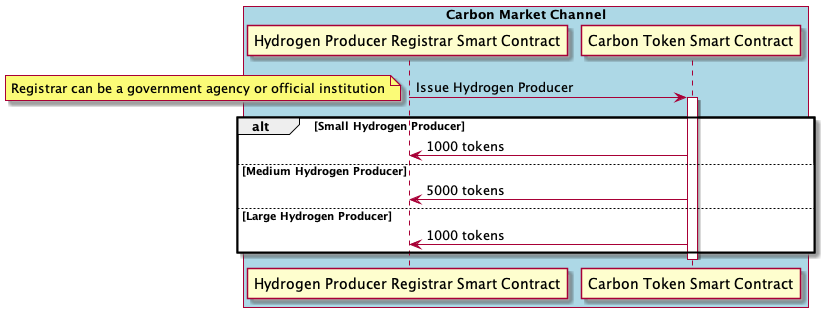 Carbon Market Channel
Hydrogen Producer Registrar Smart Contract
Carbon Token Smart Contract
Registrar can be a government agency or official institution
Issue Hydrogen Producer
alt
[Small Hydrogen Producer]
1000 tokens
[Medium Hydrogen Producer]
5000 tokens
[Large Hydrogen Producer]
1000 tokens
Hydrogen Producer Registrar Smart Contract
Carbon Token Smart Contract